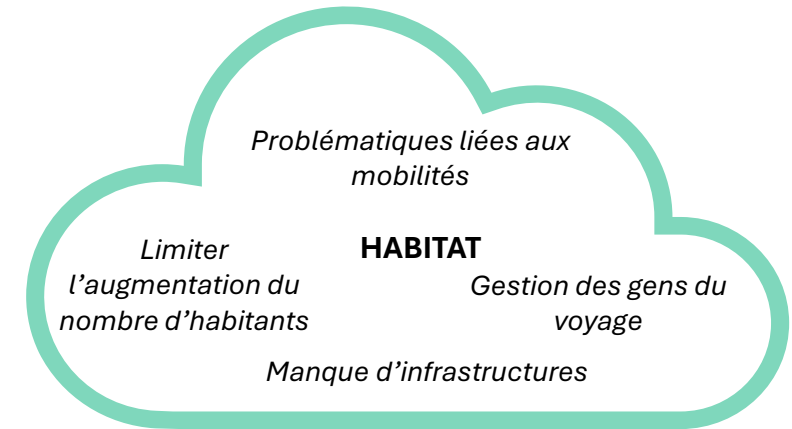 Problématiques liées aux
mobilités
HABITAT
Limiter
l’augmentation du
nombre d’habitants
Gestion des gens du
voyage
Manque d’infrastructures